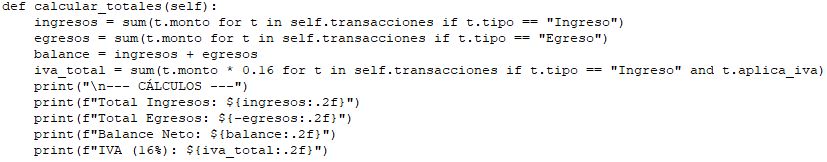 def calcular_totales(self):
    ingresos = sum(t.monto for t in self.transacciones if t.tipo == "Ingreso")
    egresos = sum(t.monto for t in self.transacciones if t.tipo == "Egreso")
    balance = ingresos + egresos
    iva_total = sum(t.monto * 0.16 for t in self.transacciones if t.tipo == "Ingreso" and t.aplica_iva)
    print("\n--- CÁLCULOS ---")
    print(f"Total Ingresos: ${ingresos:.2f}")
    print(f"Total Egresos: ${-egresos:.2f}")
    print(f"Balance Neto: ${balance:.2f}")
    print(f"IVA (16%): ${iva_total:.2f}")